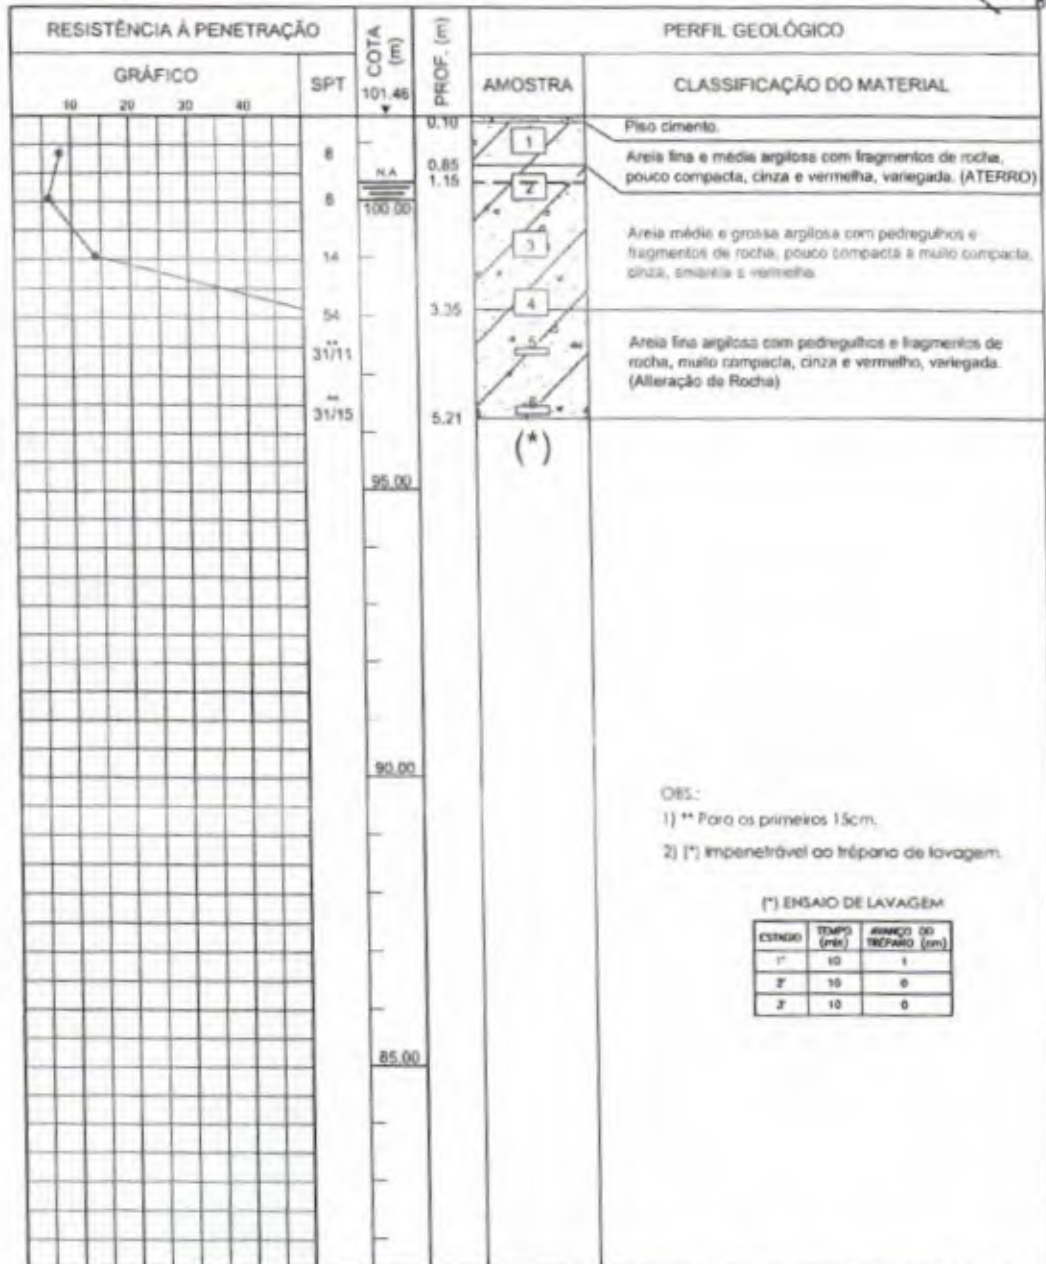 RESISTÊNCIA À PENETRAÇÃO
COTA (m)
PROF. (m)
PERFIL GEOLÓGICO
GRÁFICO
SPT
101.46
AMOSTRA
CLASSIFICAÇÃO DO MATERIAL
10 20 30 40
0,10
Piso cimento.
1
8
0,85
Areia fina e média argilosa com fragmentos de rocha,
pouco compacta, cinza e vermelha, variegada. (ATERRO)
N.A
1,15
2
6
100.00
Areia média e grossa argilosa com pedregulhos e
fragmentos de rocha, pouco compacta a muito compacta,
cinza, amarela e vermelha.
3
14
4
3,35
54
Areia fina argilosa com pedregulhos e fragmentos de
rocha, muito compacta, cinza e vermelho, variegada.
(Alteração de Rocha)
5
**
31/11
**
31/15
6
5,21
(*)
95,00
90,00
OBS.:
1) ** Para os primeiros 15cm.
2) (*) Impenetrável ao trépano de lavagem.
(*) ENSAIO DE LAVAGEM
ESTÁGIO TEMPO (min) AVANÇO DO TRÉPANO (cm)
1° 10 1
2° 10 0
3° 10 0
85,00